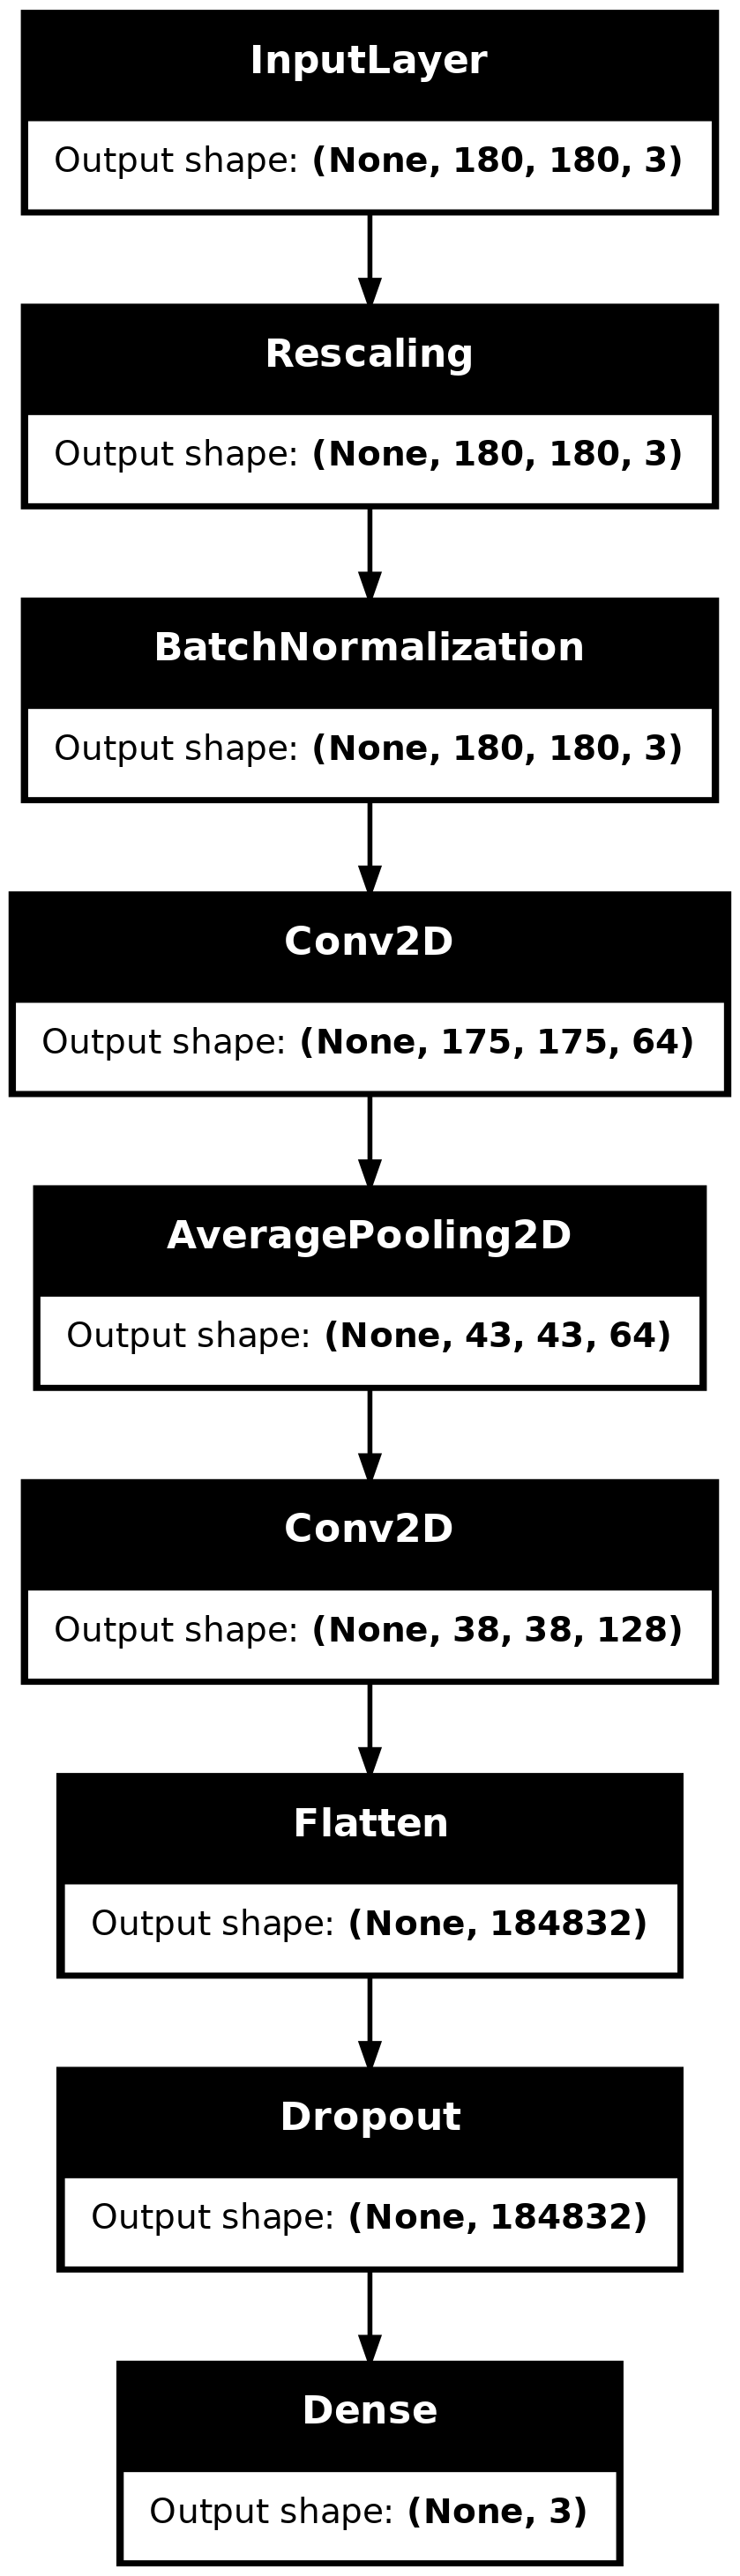 InputLayer
Output shape: (None, 180, 180, 3)
Rescaling
Output shape: (None, 180, 180, 3)
BatchNormalization
Output shape: (None, 180, 180, 3)
Conv2D
Output shape: (None, 175, 175, 64)
AveragePooling2D
Output shape: (None, 43, 43, 64)
Conv2D
Output shape: (None, 38, 38, 128)
Flatten
Output shape: (None, 184832)
Dropout
Output shape: (None, 184832)
Dense
Output shape: (None, 3)